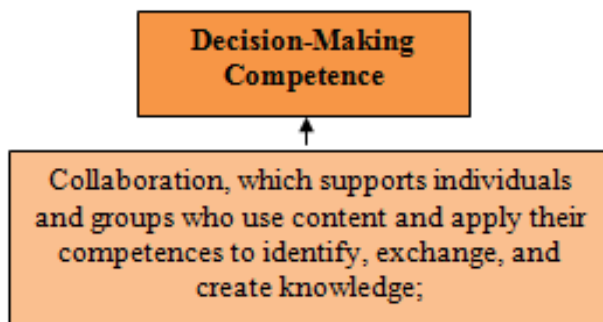 Decision-Making
Competence
Collaboration, which supports individuals
and groups who use content and apply their
competences to identify, exchange, and
create knowledge;